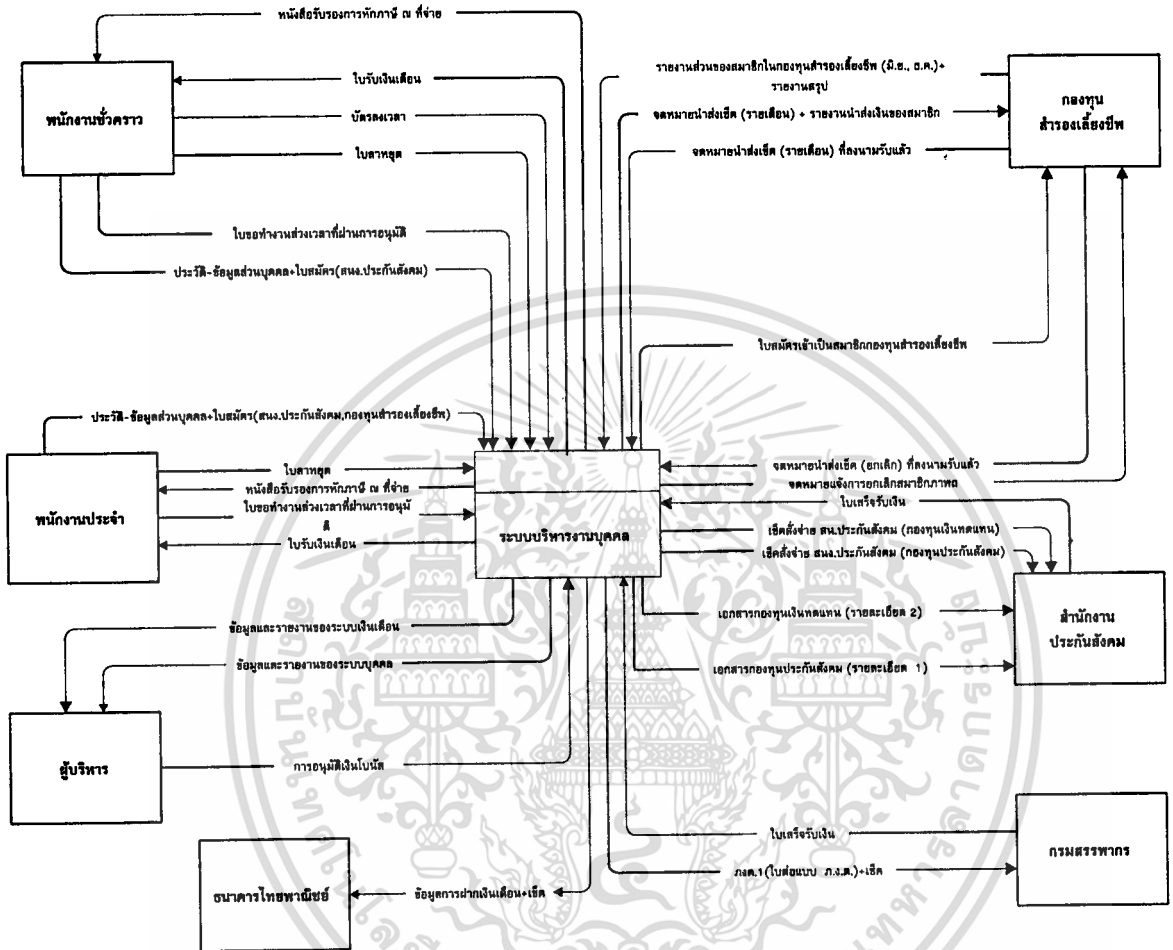 หนังสือรับรองการหักภาษี ณ ที่จ่าย
ใบรับเงินเดือน
พนักงานชั่วคราว
บัตรลงเวลา
ใบลาหยุด
ใบขอทำงานล่วงเวลาที่ผ่านการอนุมัติ
ประวัติ-ข้อมูลส่วนบุคคล+ใบสมัคร(สนง.ประกันสังคม)
รายงานส่วนของสมาชิกในกองทุนสำรองเลี้ยงชีพ (มิ.ย., ธ.ค.)+
รายงานสรุป
กองทุน
สำรองเลี้ยงชีพ
จดหมายนำส่งเช็ค (รายเดือน) + รายงานนำส่งเงินของสมาชิก
จดหมายนำส่งเช็ค (รายเดือน) ที่ลงนามรับแล้ว
ใบสมัครเข้าเป็นสมาชิกกองทุนสำรองเลี้ยงชีพ
ประวัติ-ข้อมูลส่วนบุคคล+ใบสมัคร(สนง.ประกันสังคม,กองทุนสำรองเลี้ยงชีพ)
ใบลาหยุด
หนังสือรับรองการหักภาษี ณ ที่จ่าย
พนักงานประจำ
ใบขอทำงานล่วงเวลาที่ผ่านการอนุมั
ติ
ใบรับเงินเดือน
ระบบบริหารงานบุคคล
จดหมายนำส่งเช็ค (ยกเลิก) ที่ลงนามรับแล้ว
จดหมายแจ้งการยกเลิกสมาชิกภาพถ
ใบเสร็จรับเงิน
เช็คสั่งจ่าย สน.ประกันสังคม (กองทุนเงินทดแทน)
เช็คสั่งจ่าย สนง.ประกันสังคม (กองทุนประกันสังคม)
สำนักงาน
ประกันสังคม
เอกสารกองทุนเงินทดแทน (รายละเอียด 2)
เอกสารกองทุนประกันสังคม (รายละเอียด 1)
ข้อมูลและรายงานของระบบเงินเดือน
ข้อมูลและรายงานของระบบบุคคล
ผู้บริหาร
การอนุมัติเงินโบนัส
ใบเสร็จรับเงิน
กรมสรรพากร
ภงด.1(ใบต่อแบบ ภ.ง.ด.)+เช็ค
ธนาคารไทยพาณิชย์
ข้อมูลการฝากเงินเดือน+เช็ค